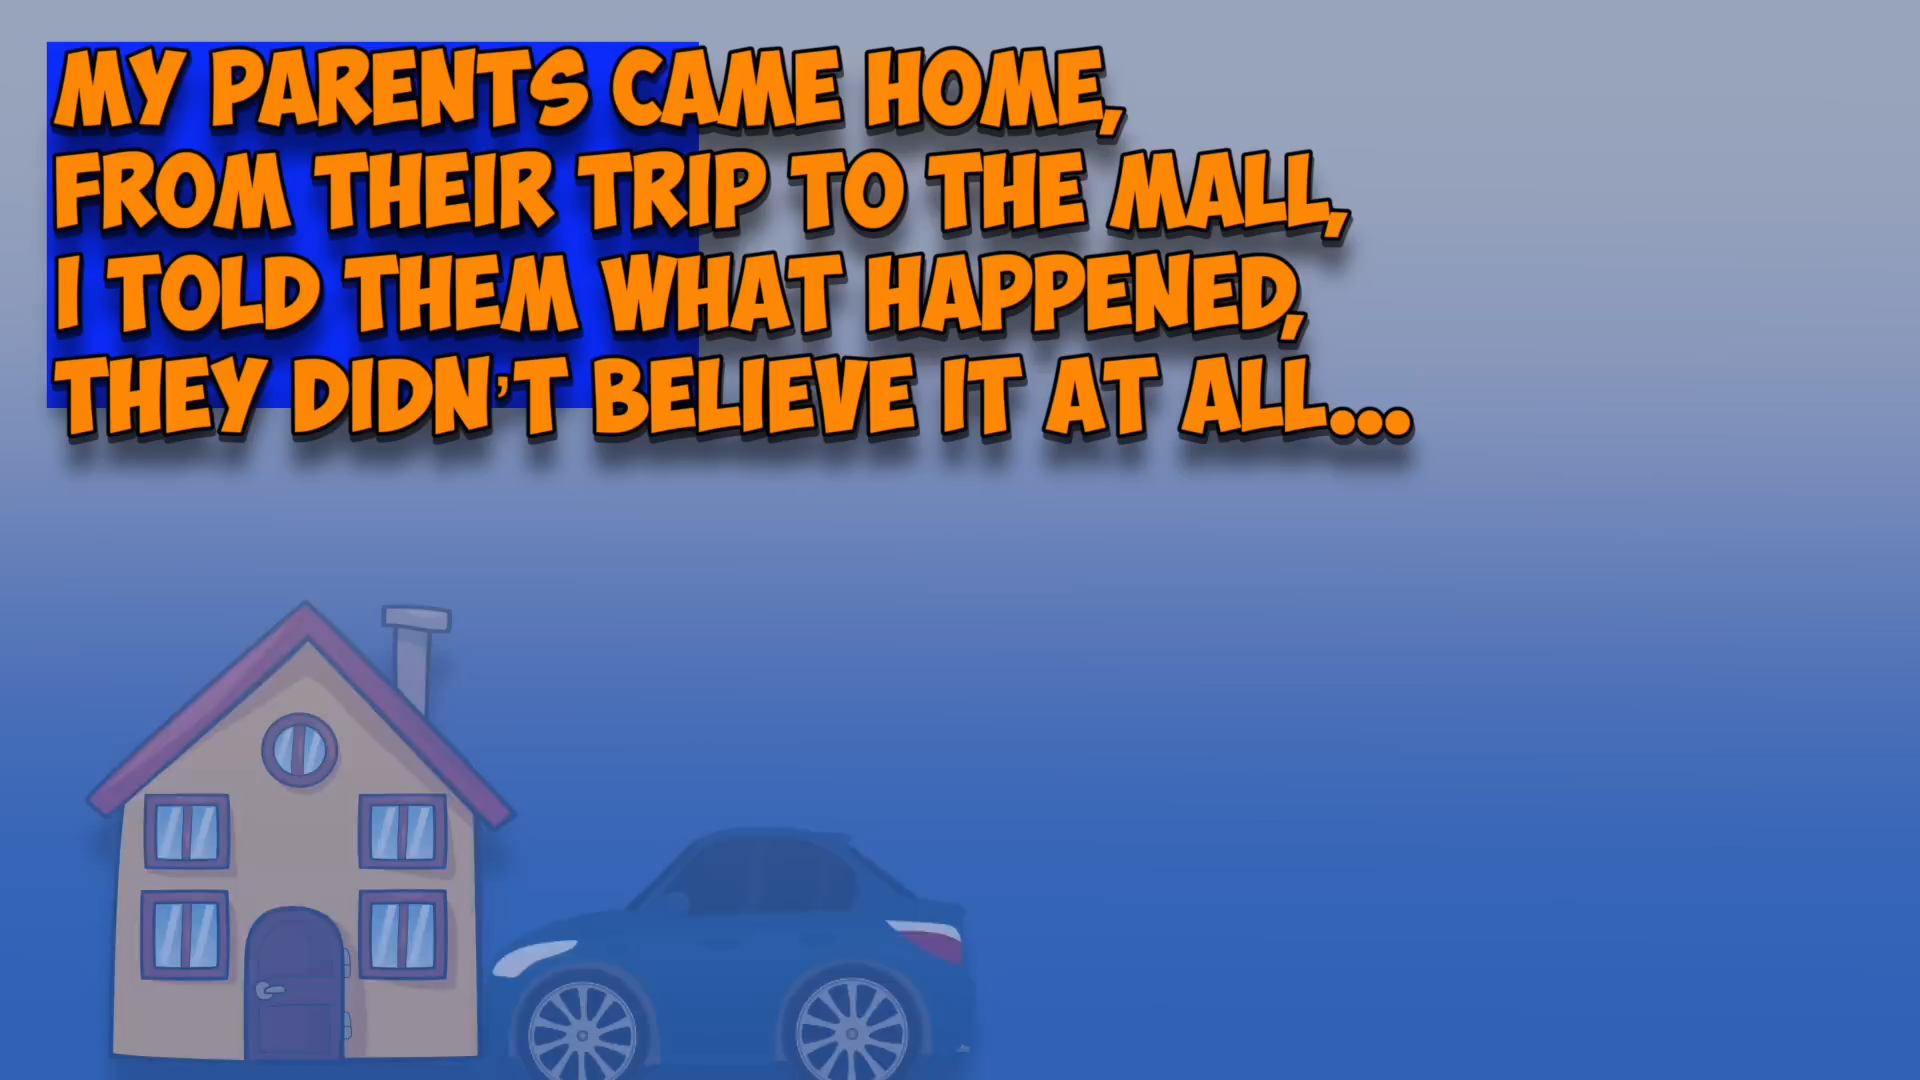 MY PARENTS CAME HOME,
FROM THEIR TRIP TO THE MALL,
I TOLD THEM WHAT HAPPENED,
THEY DIDN'T BELIEVE IT AT ALL...